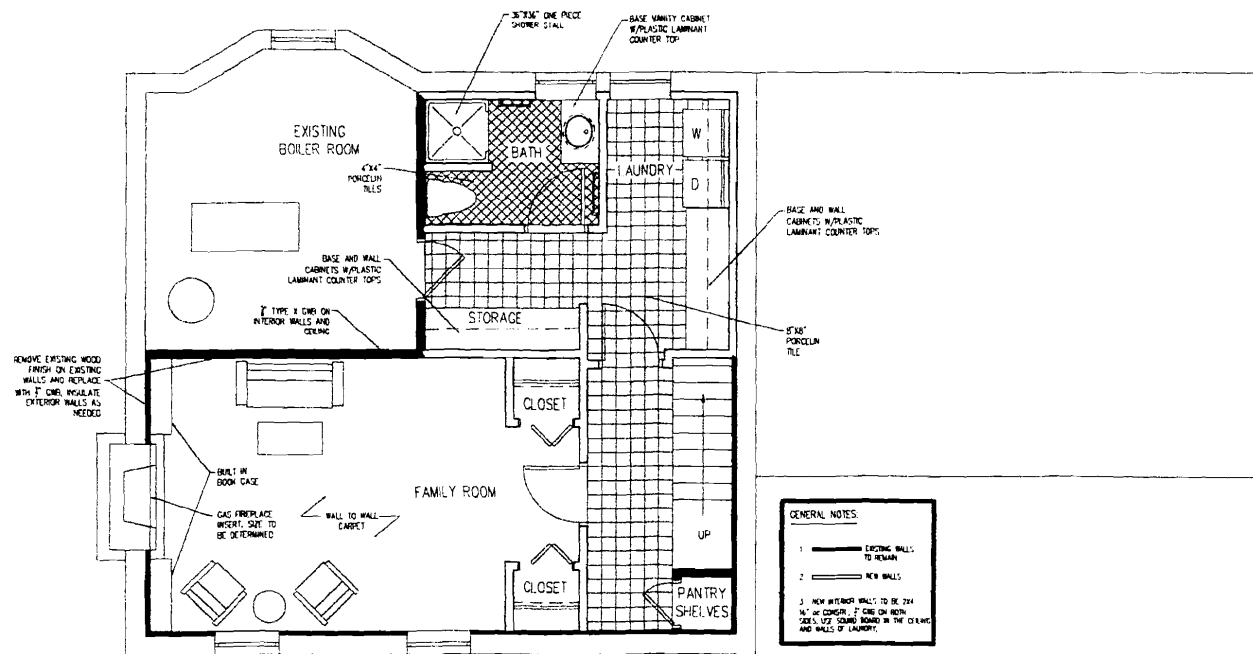 36"X36" ONE PIECE
SHOWER STALL
BASE VANITY CABINET
W/PLASTIC LAMINANT
COUNTER TOP
EXISTING
BOILER ROOM
4"X4"
PORCELIN
TILES
BATH
LAUNDRY
W
D
BASE AND WALL
CABINETS W/PLASTIC
LAMINANT COUNTER TOPS
BASE AND WALL
CABINETS W/PLASTIC
LAMINANT COUNTER TOPS
TYPE X GWB ON
INTERIOR WALLS AND
CEILING
STORAGE
8"X8"
PORCELIN
TILE
REMOVE EXISTING WOOD
FINISH ON EXISTING
WALLS AND REPLACE
WITH GWB, INSULATE
EXTERIOR WALLS AS
NEEDED
CLOSET
BUILT IN
BOOK CASE
FAMILY ROOM
GAS FIREPLACE
INSERT, SIZE TO
BE DETERMINED
WALL TO WALL
CARPET
UP
CLOSET
PANTRY
SHELVES
GENERAL NOTES:
1 EXISTING WALLS
TO REMAIN
2 NEW WALLS
3 NEW INTERIOR WALLS TO BE 2X4
16" oc CONSTR., GWB ON BOTH
SIDES. USE SOUND BOARD IN THE CEILING
AND WALLS OF LAUNDRY.